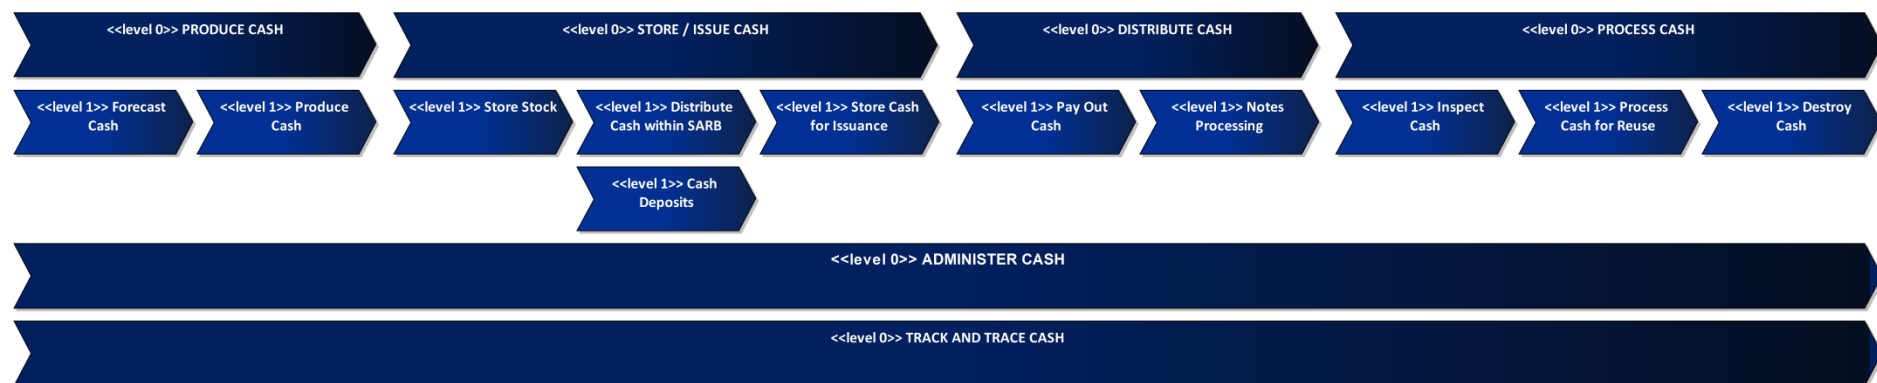 <<level 0>> PRODUCE CASH
<<level 0>> STORE / ISSUE CASH
<<level 0>> DISTRIBUTE CASH
<<level 0>> PROCESS CASH
<<level 1>> Forecast
Cash
<<level 1>> Produce
Cash
<<level 1>> Store Stock
<<level 1>> Distribute
Cash within SARB
<<level 1>> Store Cash
for Issuance
<<level 1>> Pay Out
Cash
<<level 1>> Notes
Processing
<<level 1>> Inspect
Cash
<<level 1>> Process
Cash for Reuse
<<level 1>> Destroy
Cash
<<level 1>> Cash
Deposits
<<level 0>> ADMINISTER CASH
<<level 0>> TRACK AND TRACE CASH